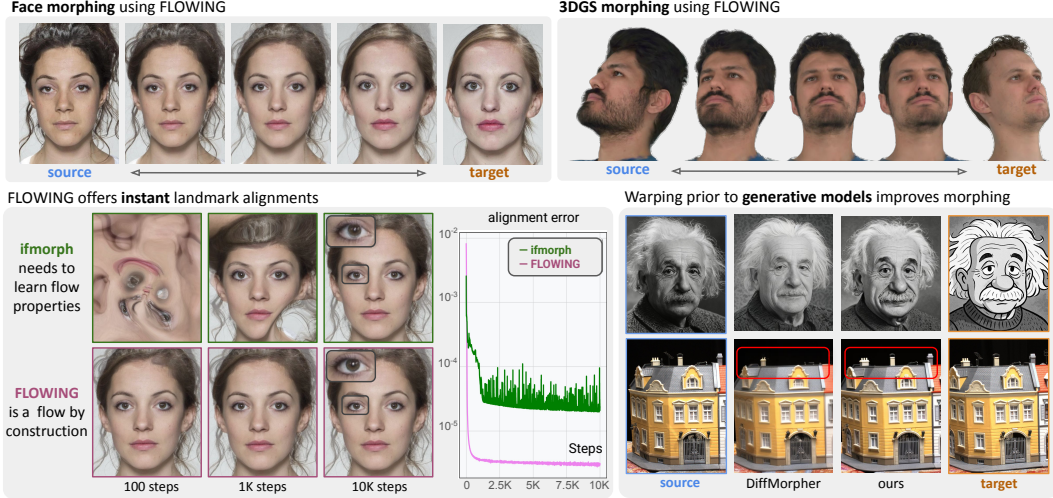 Face morphing using FLOWING
source
target
3DGS morphing using FLOWING
source
target
FLOWING offers instant landmark alignments
ifmorph
needs to
learn flow
properties
FLOWING
is a flow by
construction
100 steps
1K steps
10K steps
alignment error
10⁻²
10⁻³
10⁻⁴
10⁻⁵
ifmorph
FLOWING
Steps
0
2.5K
5K
7.5K
10K
Warping prior to generative models improves morphing
source
DiffMorpher
ours
target